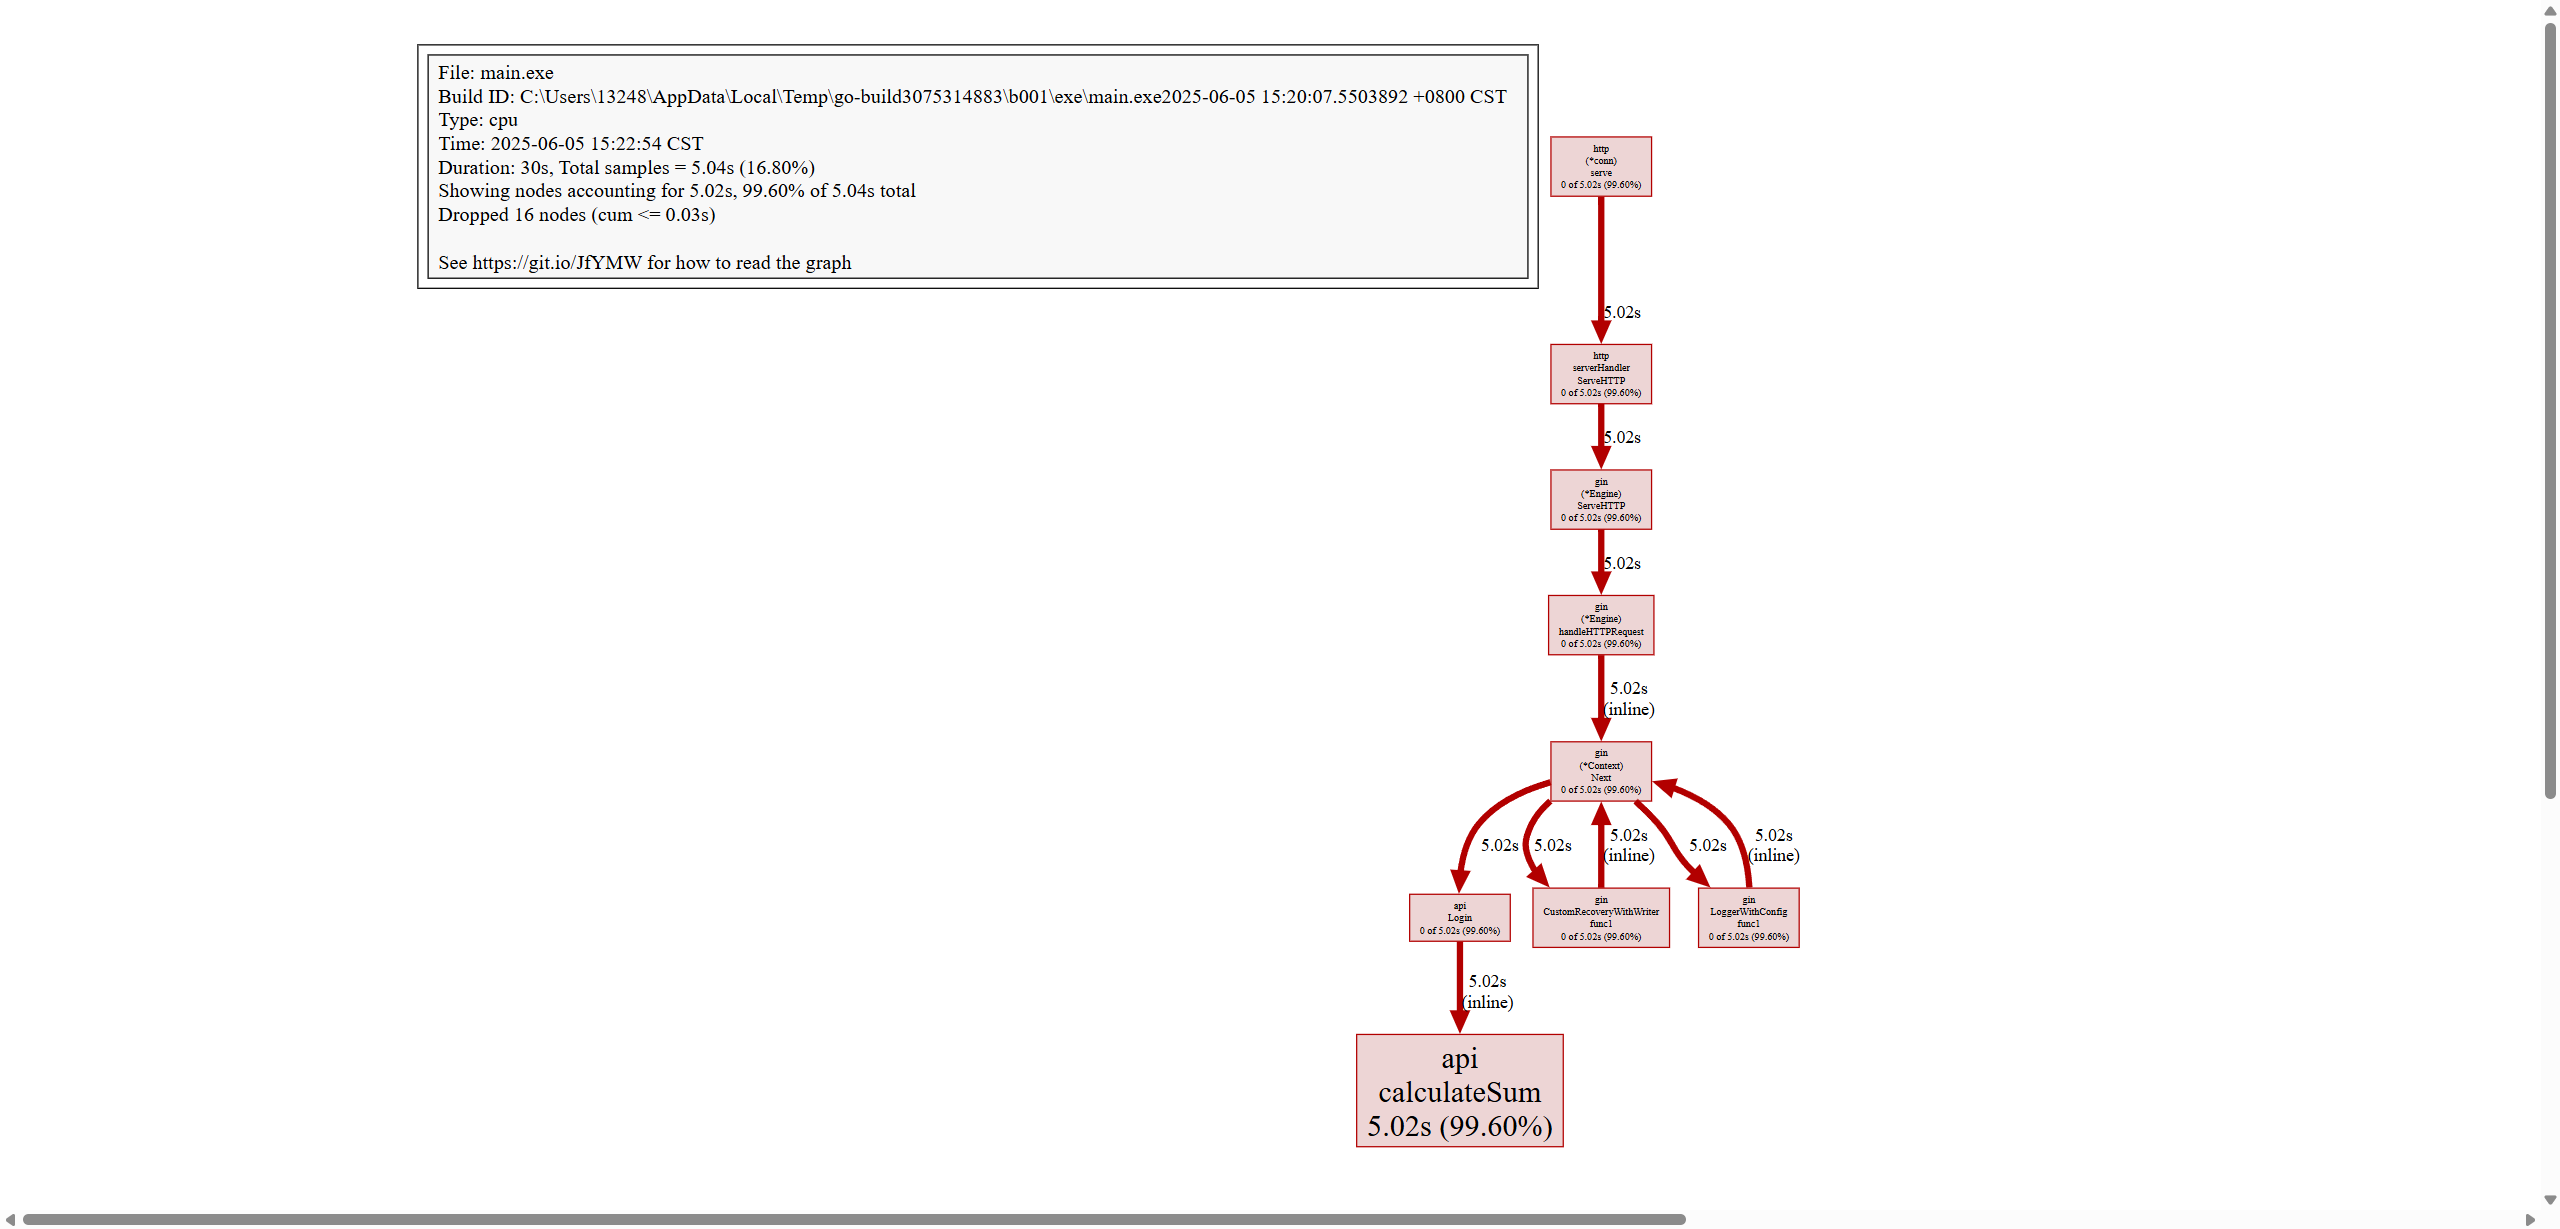 File: main.exe
Build ID: C:\Users\13248\AppData\Local\Temp\go-build3075314883\b001\exe\main.exe2025-06-05 15:20:07.5503892 +0800 CST
Type: cpu
Time: 2025-06-05 15:22:54 CST
Duration: 30s, Total samples = 5.04s (16.80%)
Showing nodes accounting for 5.02s, 99.60% of 5.04s total
Dropped 16 nodes (cum <= 0.03s)
See https://git.io/JfYMW for how to read the graph
http
(*conn)
serve
0 of 5.02s (99.60%)
5.02s
http
serverHandler
ServeHTTP
0 of 5.02s (99.60%)
5.02s
gin
(*Engine)
ServeHTTP
0 of 5.02s (99.60%)
5.02s
gin
(*Engine)
handleHTTPRequest
0 of 5.02s (99.60%)
5.02s
(inline)
gin
(*Context)
Next
0 of 5.02s (99.60%)
5.02s
5.02s
5.02s
(inline)
5.02s
5.02s
(inline)
api
Login
0 of 5.02s (99.60%)
gin
CustomRecoveryWithWriter
func1
0 of 5.02s (99.60%)
gin
LoggerWithConfig
func1
0 of 5.02s (99.60%)
5.02s
(inline)
api
calculateSum
5.02s (99.60%)